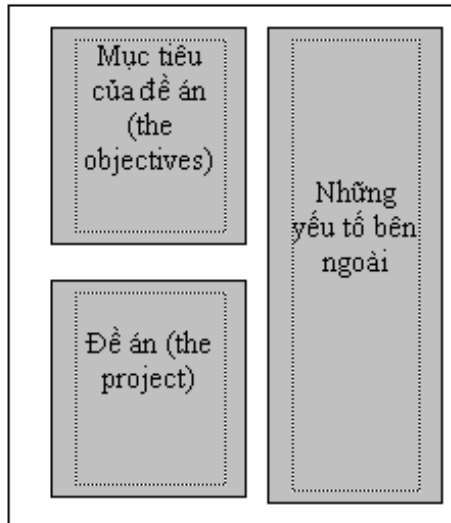 Mục tiêu
của đề án
(the
objectives)
Đề án (the
project)
Những
yếu tố bên
ngoài